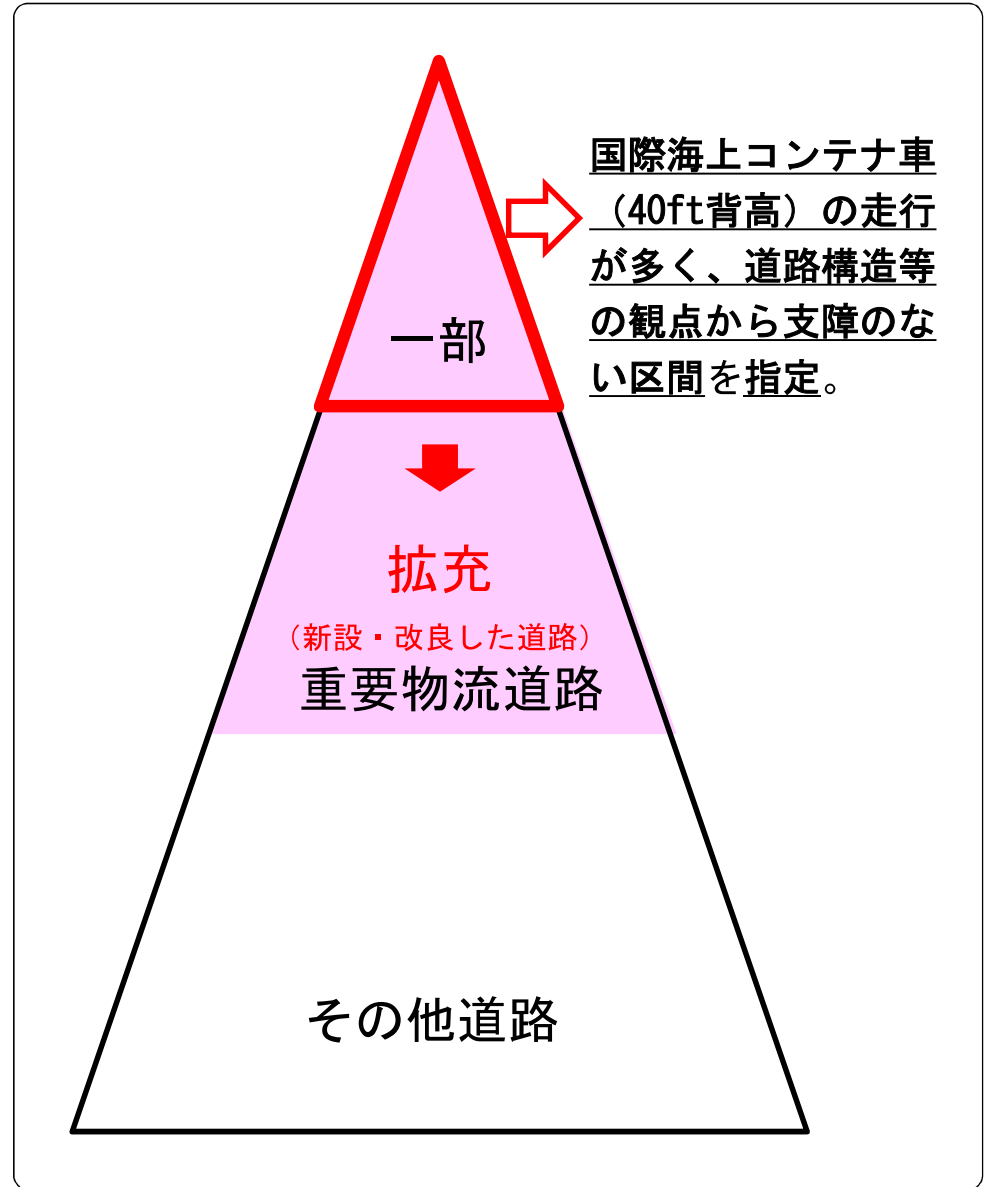 国際海上コンテナ車
（40ft背高）の走行
が多く、道路構造等
の観点から支障のな
い区間を指定。
一部
拡充
（新設・改良した道路）
重要物流道路
その他道路